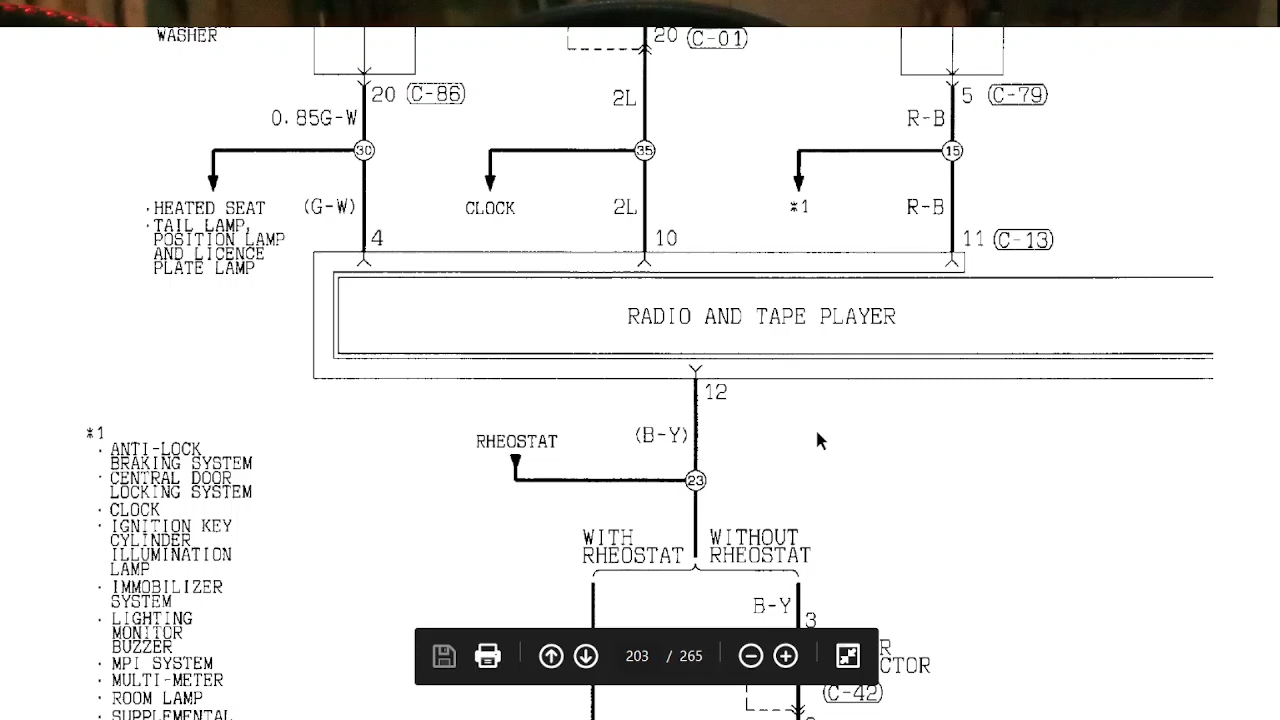 WASHER
20 (C-01)
20 (C-86)
2L
5 (C-79)
0.85G-W
R-B
30
35
15
·HEATED SEAT
(G-W)
CLOCK
2L
*1
R-B
·TAIL LAMP,
POSITION LAMP
AND LICENCE
PLATE LAMP
4
10
11 (C-13)
RADIO AND TAPE PLAYER
12
RHEOSTAT
(B-Y)
23
WITH
RHEOSTAT
WITHOUT
RHEOSTAT
B-Y
3
*1
· ANTI-LOCK
BRAKING SYSTEM
· CENTRAL DOOR
LOCKING SYSTEM
· CLOCK
· IGNITION KEY
CYLINDER
ILLUMINATION
LAMP
· IMMOBILIZER
SYSTEM
· LIGHTING
MONITOR
BUZZER
· MPI SYSTEM
· MULTI-METER
· ROOM LAMP
· SUPPLEMENTAL
203 / 265
R
CTOR
(C-42)